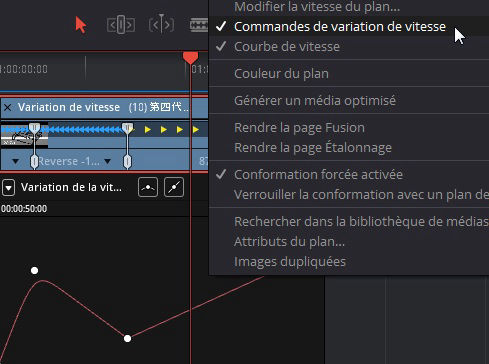 Modifier la vitesse du plan...
Commandes de variation de vitesse
Courbe de vitesse
Couleur du plan
Générer un média optimisé
Rendre la page Fusion
Rendre la page Étalonnage
Conformation forcée activée
Verrouiller la conformation avec un plan de
Rechercher dans la bibliothèque de médias
Attributs du plan...
Images dupliquées
1:00:00:00
01:0
Variation de vitesse (10) 第四代...
Reverse -1...
87
Variation de la vit...
00:00:50:00